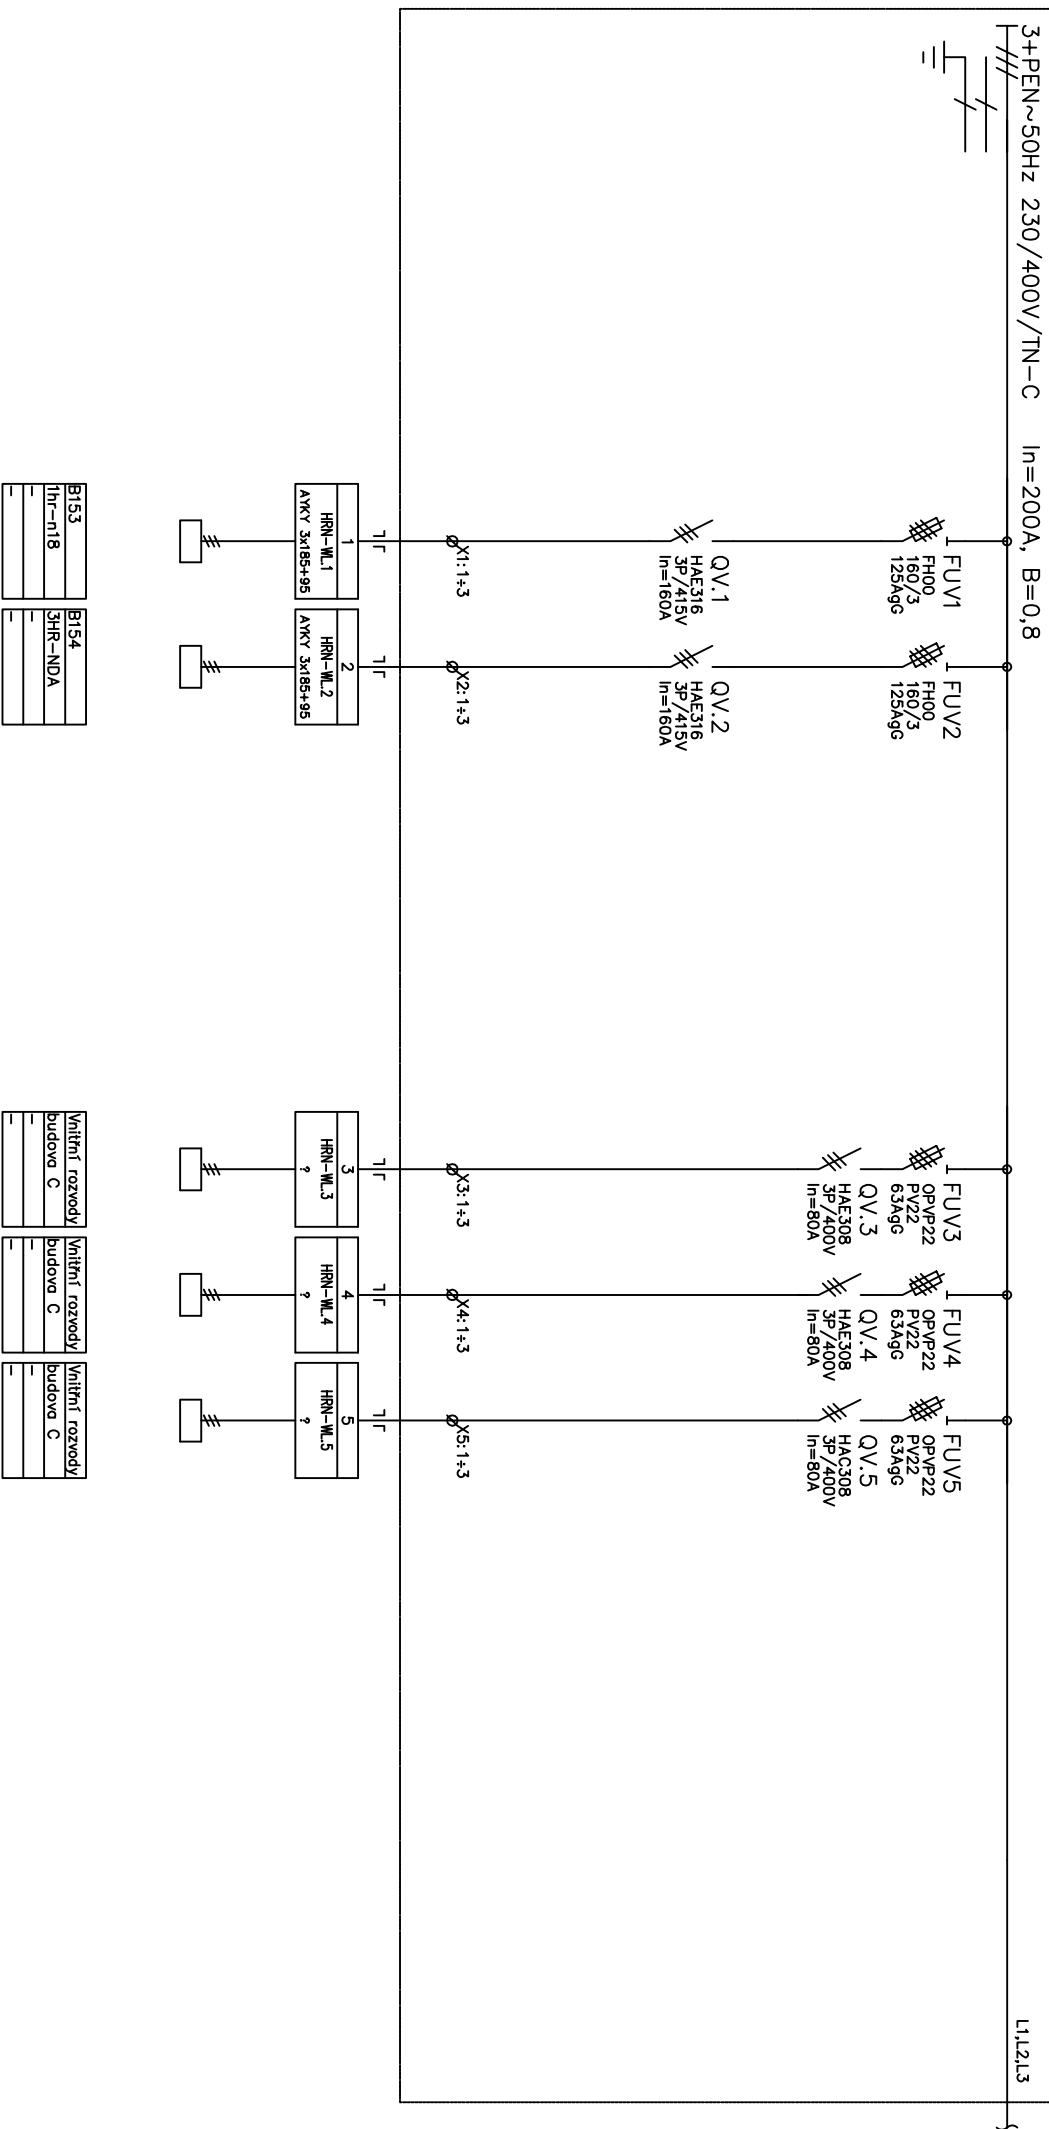 3+PEN~50Hz 230/400V/TN-C In=200A, B=0,8
L1,L2,L3
FUV1
FH00
160/3
125AgG
QV.1
HAE316
3P/415V
In=160A
X1:1÷3
1
HRN-WL.1
AYKY 3x185+95
B153
1hr-n18
-
-
FUV2
FH00
160/3
125AgG
QV.2
HAE316
3P/415V
In=160A
X2:1÷3
2
HRN-WL.2
AYKY 3x185+95
B154
3HR-NDA
-
-
FUV3
OPVP22
PV22
63AgG
QV.3
HAE308
3P/400V
In=80A
X3:1÷3
3
HRN-WL.3
?
Vnitřní rozvody
budova C
-
-
FUV4
OPVP22
PV22
63AgG
QV.4
HAE308
3P/400V
In=80A
X4:1÷3
4
HRN-WL.4
?
Vnitřní rozvody
budova C
-
-
FUV5
OPVP22
PV22
63AgG
QV.5
HAC308
3P/400V
In=80A
X5:1÷3
5
HRN-WL.5
?
Vnitřní rozvody
budova C
-
-